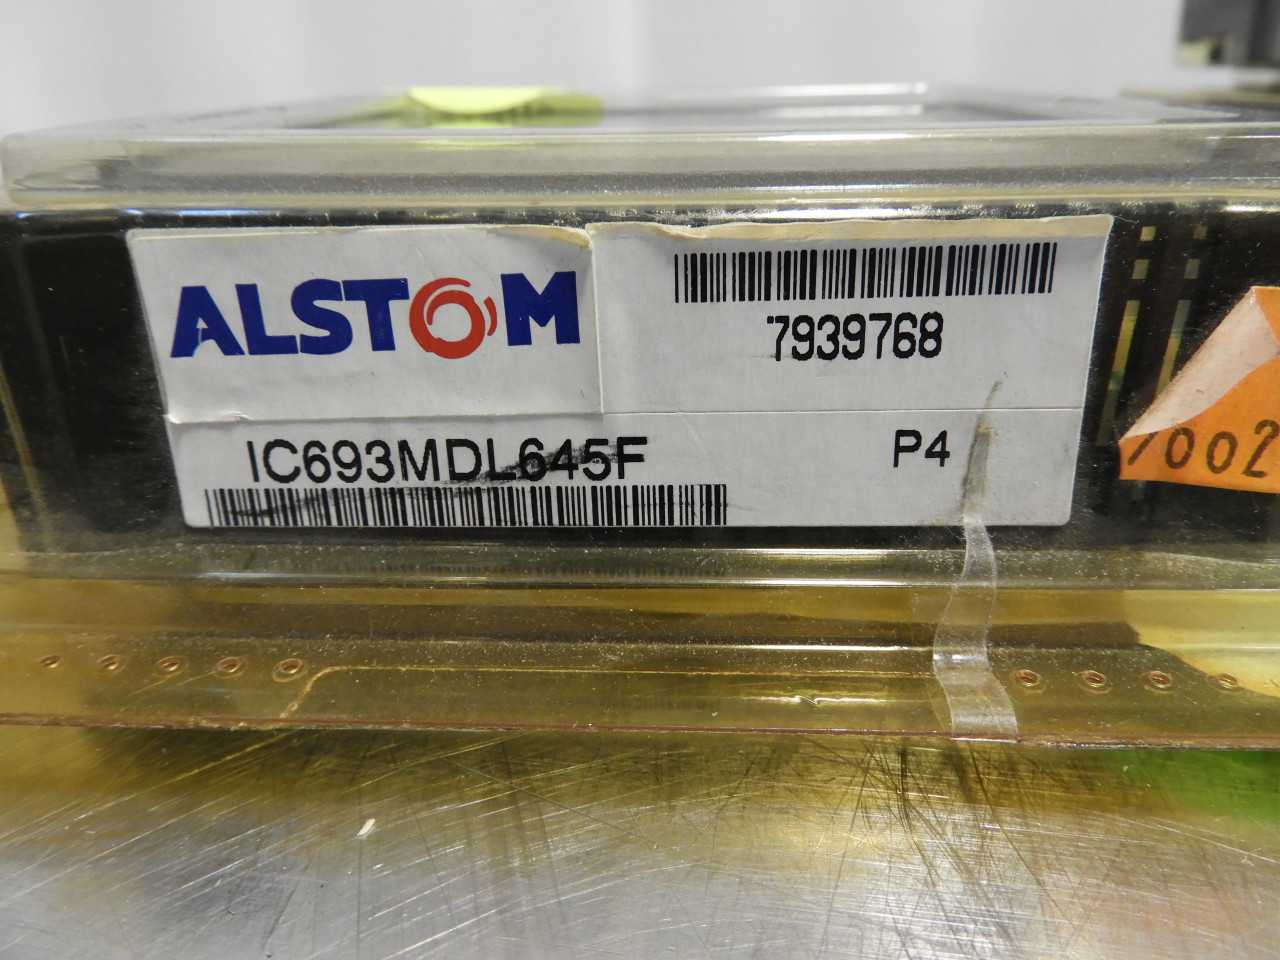 ALSTOM
7939768
IC693MDL645F
P4
7002